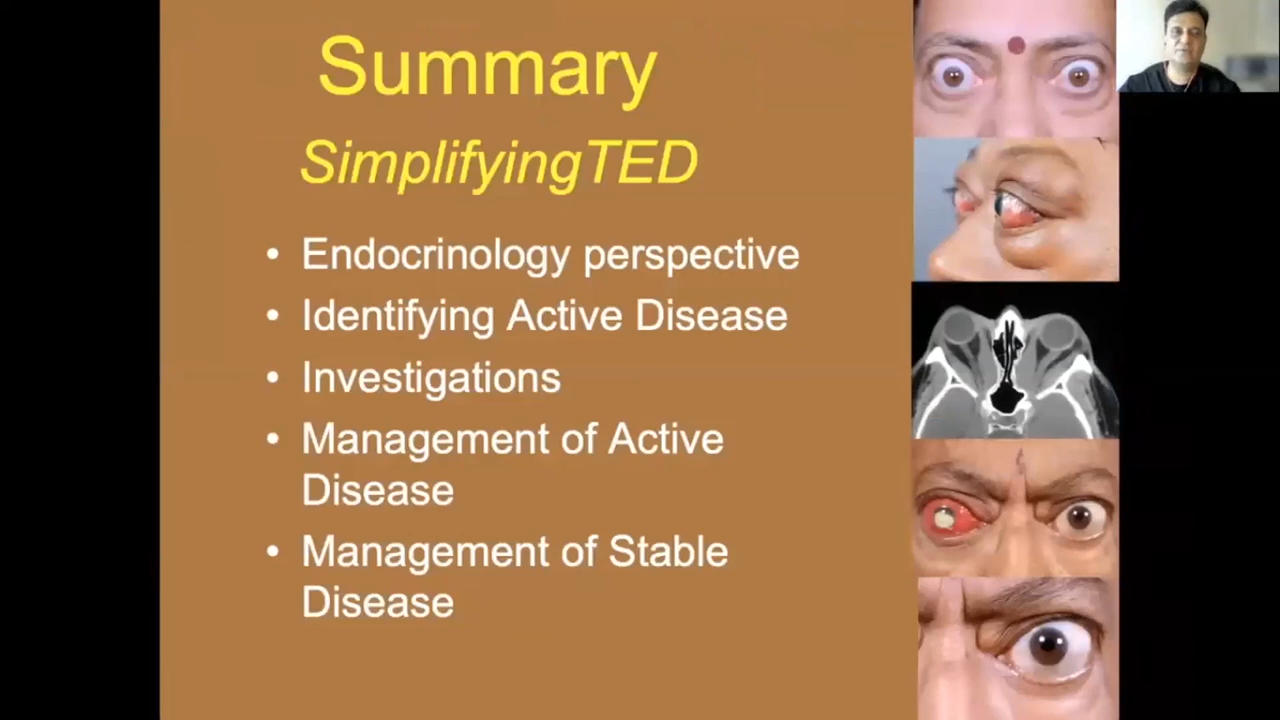 Summary
SimplifyingTED
• Endocrinology perspective
• Identifying Active Disease
• Investigations
• Management of Active
Disease
• Management of Stable
Disease